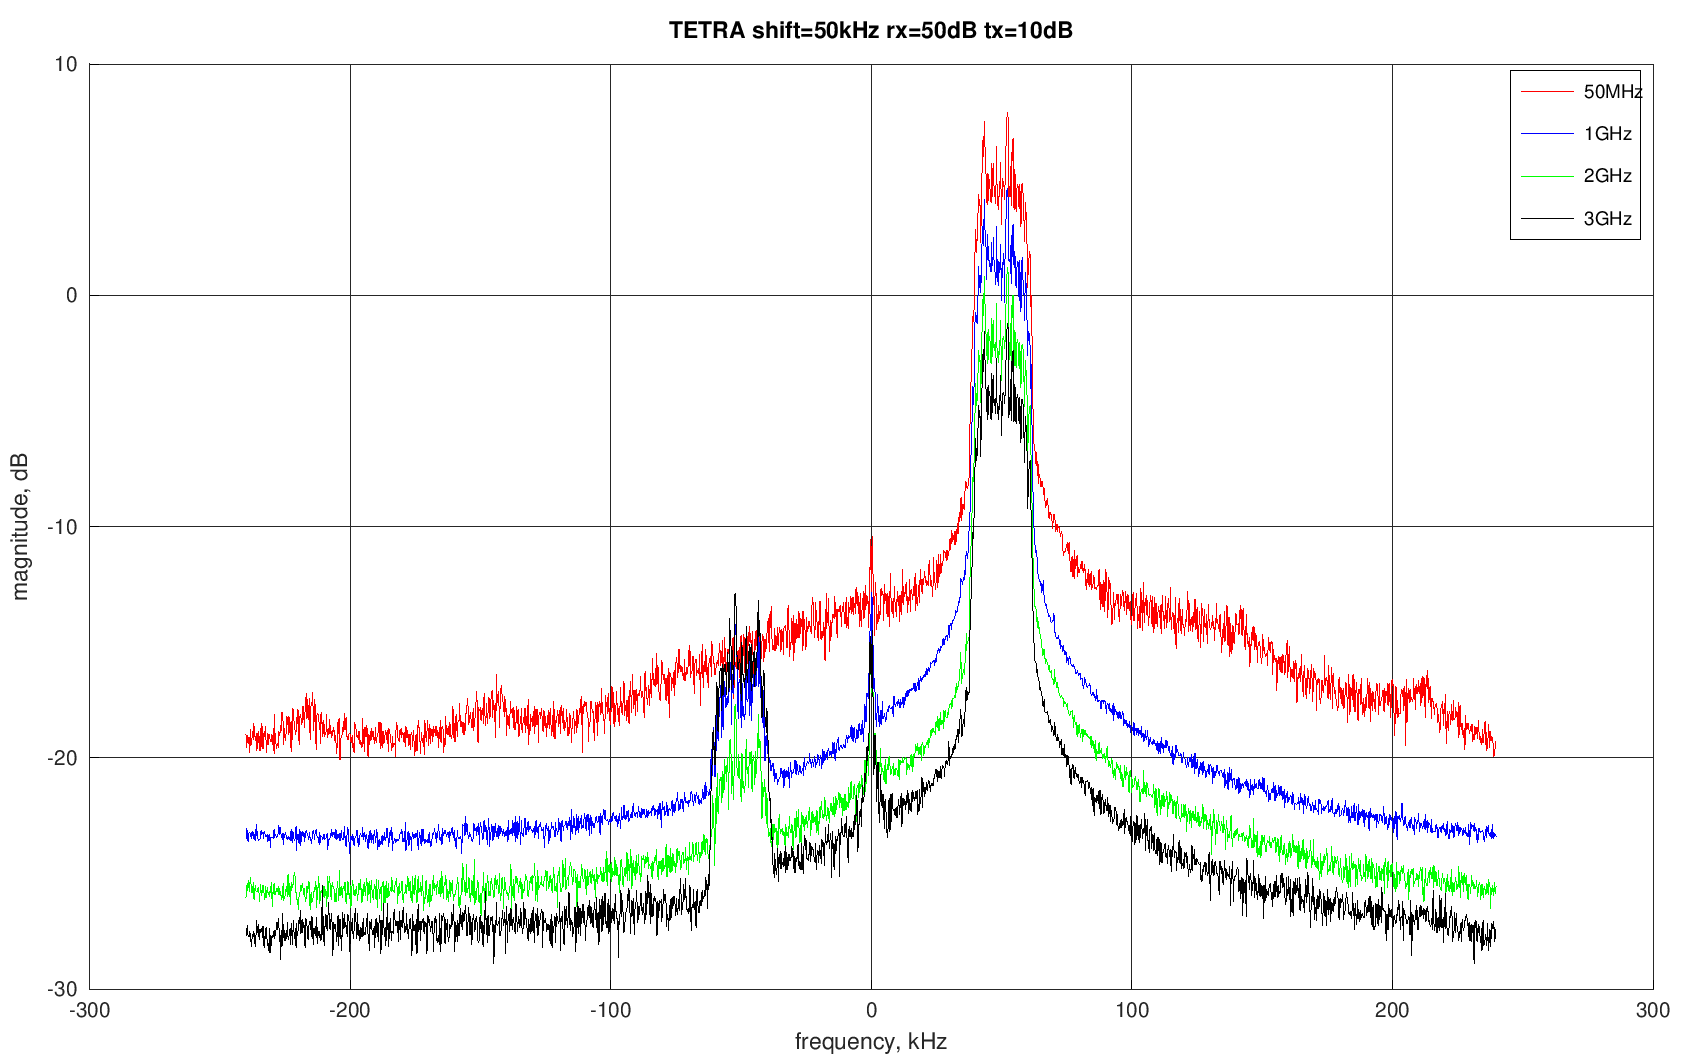 TETRA shift=50kHz rx=50dB tx=10dB
10
0
-10
-20
-30
magnitude, dB
50MHz
1GHz
2GHz
3GHz
-300
-200
-100
0
100
200
300
frequency, kHz